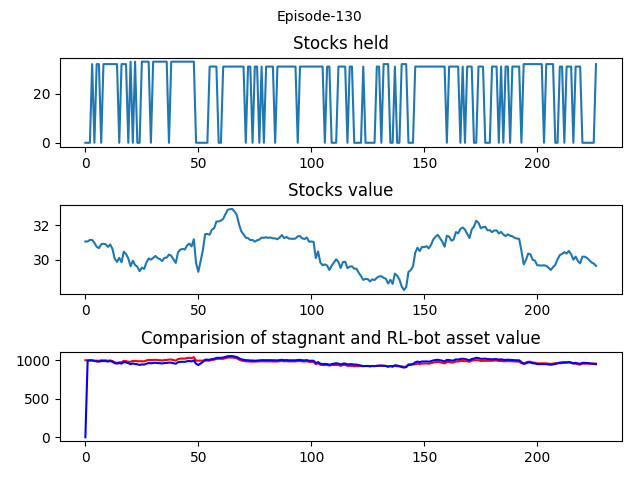 Episode-130
Stocks held
20
0
0 50 100 150 200
Stocks value
32
30
0 50 100 150 200
Comparision of stagnant and RL-bot asset value
1000
500
0
0 50 100 150 200